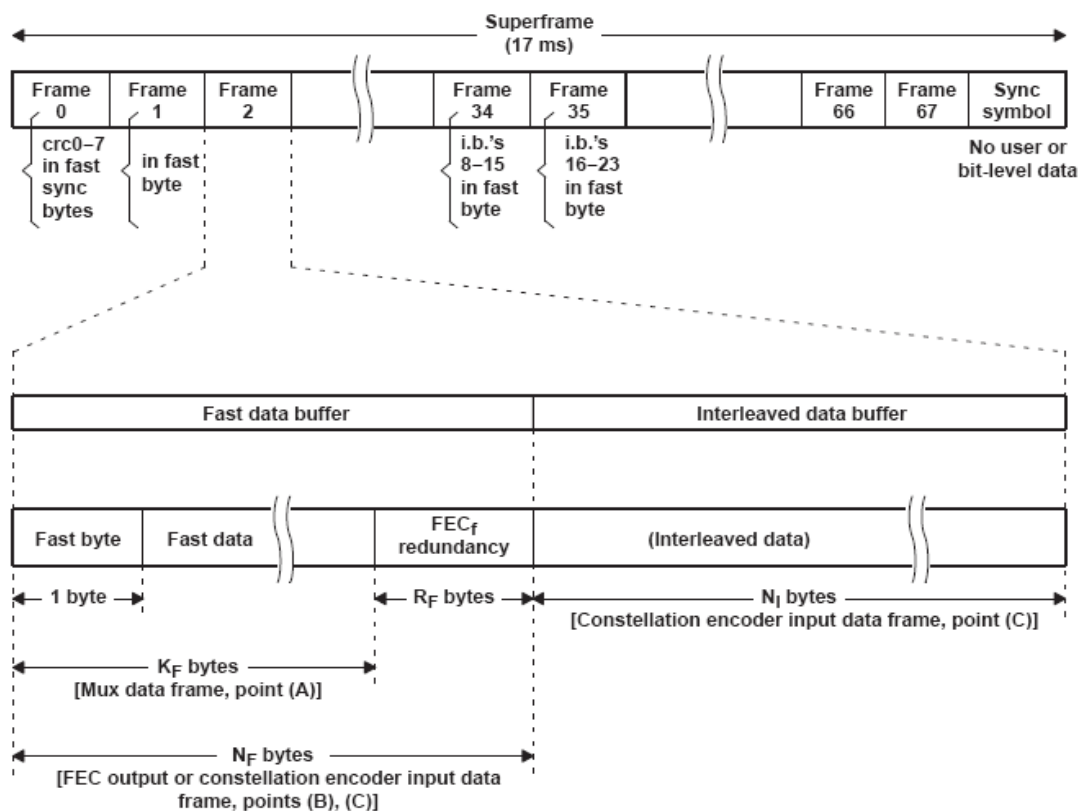 Superframe
(17 ms)
Frame 0
Frame 1
Frame 2
Frame 34
Frame 35
Frame 66
Frame 67
Sync symbol
crc0–7
in fast
sync
bytes
in fast
byte
i.b.'s
8–15
in fast
byte
i.b.'s
16–23
in fast
byte
No user or
bit-level data
Fast data buffer
Interleaved data buffer
Fast byte
Fast data
FECf
redundancy
(Interleaved data)
1 byte
RF bytes
NI bytes
[Constellation encoder input data frame, point (C)]
KF bytes
[Mux data frame, point (A)]
NF bytes
[FEC output or constellation encoder input data
frame, points (B), (C)]